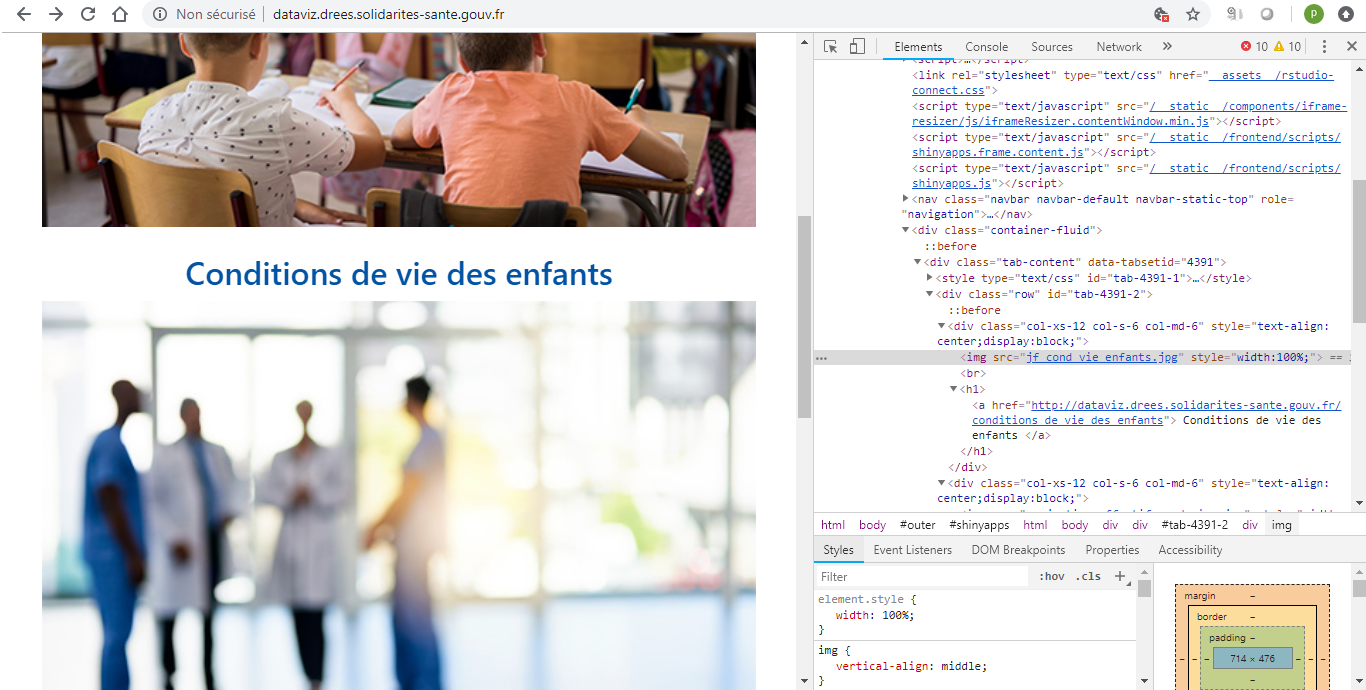 Non sécurisé
dataviz.drees.solidarites-sante.gouv.fr
P
Conditions de vie des enfants
Elements Console Sources Network » 10 10
<script>…</script>
<link rel="stylesheet" type="text/css" href="__assets__/rstudio-
connect.css">
<script type="text/javascript" src="/__static__/components/iframe-
resizer/js/iframeResizer.contentWindow.min.js"></script>
<script type="text/javascript" src="/__static__/frontend/scripts/
shinyapps.frame.content.js"></script>
<script type="text/javascript" src="/__static__/frontend/scripts/
shinyapps.js"></script>
<nav class="navbar navbar-default navbar-static-top" role=
"navigation">…</nav>
<div class="container-fluid">
::before
<div class="tab-content" data-tabsetid="4391">
<style type="text/css" id="tab-4391-1">…</style>
<div class="row" id="tab-4391-2">
::before
<div class="col-xs-12 col-s-6 col-md-6" style="text-align:
center;display:block;">
<img src="jf_cond_vie_enfants.jpg" style="width:100%;"> ==
<br>
<h1>
<a href="http://dataviz.drees.solidarites-sante.gouv.fr/
conditions_de_vie_des_enfants"> Conditions de vie des
enfants </a>
</h1>
</div>
<div class="col-xs-12 col-s-6 col-md-6" style="text-align:
center;display:block;">
html body #outer #shinyapps html body div div #tab-4391-2 div img
Styles Event Listeners DOM Breakpoints Properties Accessibility
Filter :hov .cls +
element.style {
width: 100%;
}
img {
vertical-align: middle;
}
margin –
border –
padding –
– – – 714 × 476 – – –
–